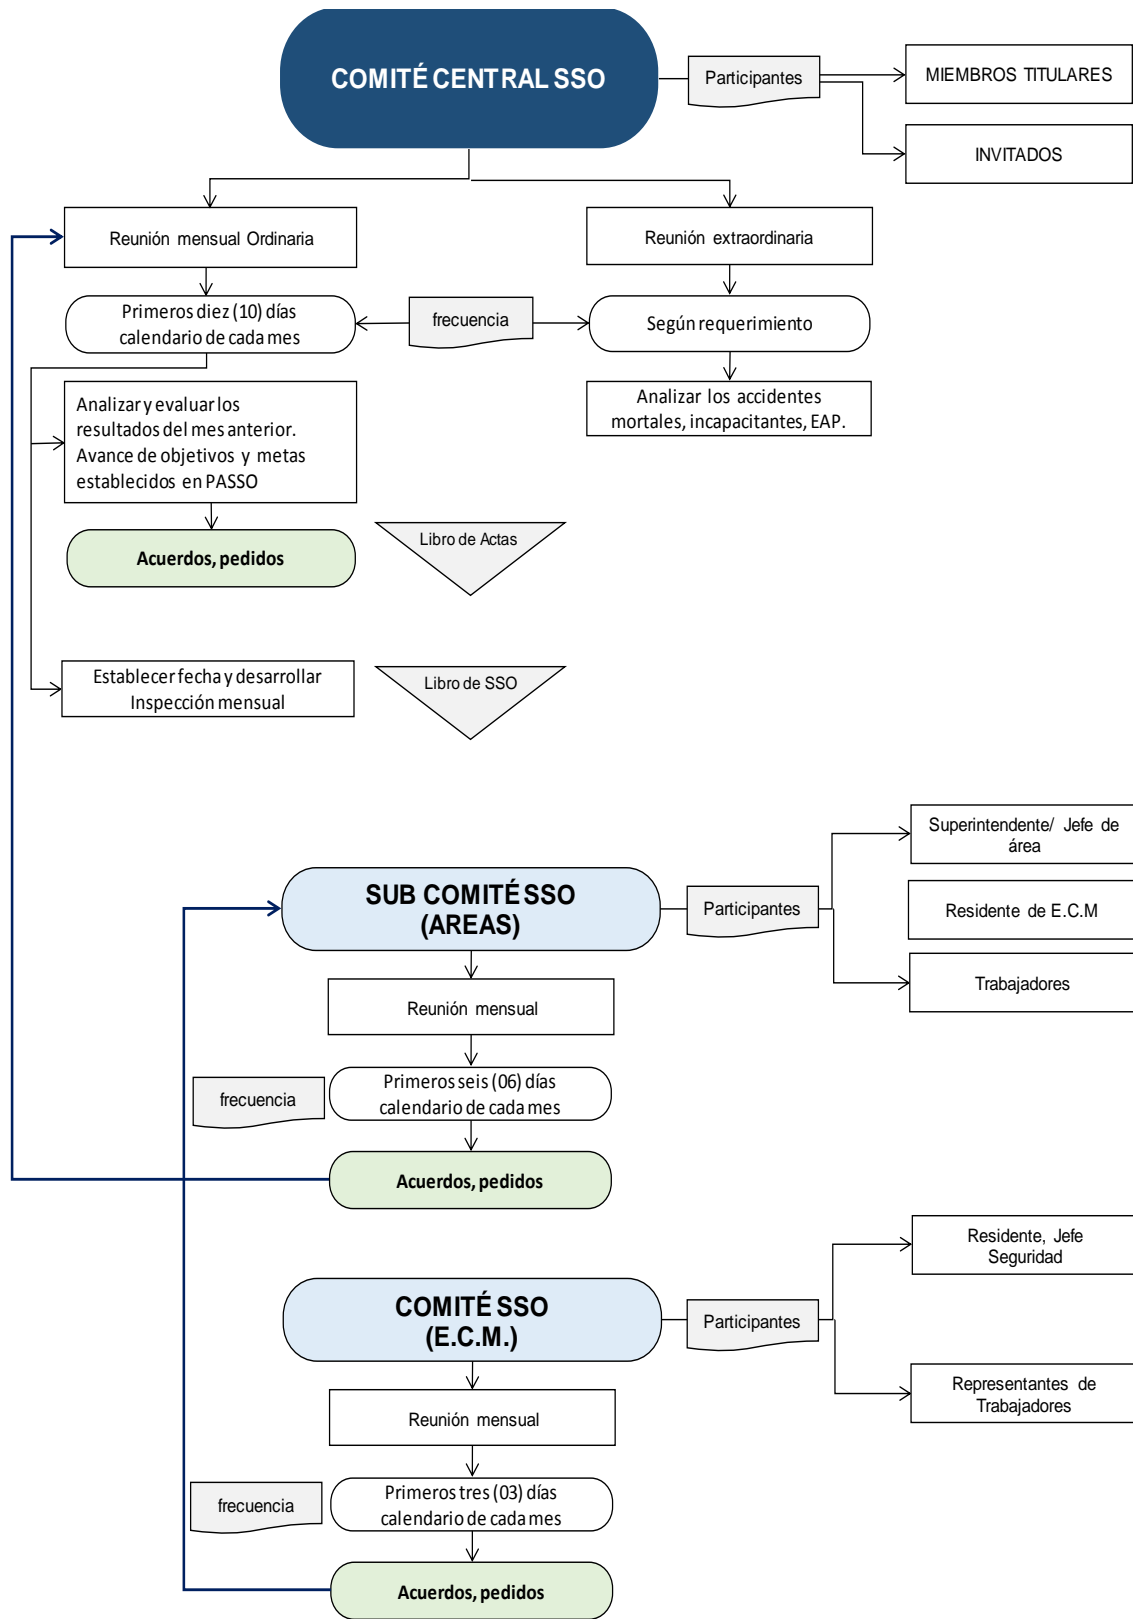 COMITÉ CENTRAL SSO
Participantes
MIEMBROS TITULARES
INVITADOS
Reunión mensual Ordinaria
Reunión extraordinaria
Primeros diez (10) días
calendario de cada mes
frecuencia
Según requerimiento
Analizar y evaluar los
resultados del mes anterior.
Avance de objetivos y metas
establecidos en PASSO
Analizar los accidentes
mortales, incapacitantes, EAP.
Acuerdos, pedidos
Libro de Actas
Establecer fecha y desarrollar
Inspección mensual
Libro de SSO
SUB COMITÉ SSO
(AREAS)
Participantes
Superintendente/ Jefe de
área
Residente de E.C.M
Trabajadores
Reunión mensual
frecuencia
Primeros seis (06) días
calendario de cada mes
Acuerdos, pedidos
COMITÉ SSO
(E.C.M.)
Participantes
Residente, Jefe
Seguridad
Representantes de
Trabajadores
Reunión mensual
frecuencia
Primeros tres (03) días
calendario de cada mes
Acuerdos, pedidos